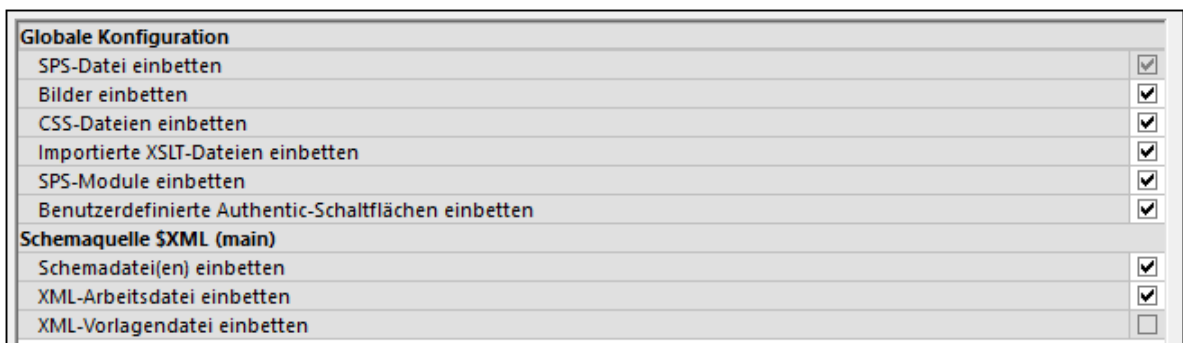 Globale Konfiguration
SPS-Datei einbetten
Bilder einbetten
CSS-Dateien einbetten
Importierte XSLT-Dateien einbetten
SPS-Module einbetten
Benutzerdefinierte Authentic-Schaltflächen einbetten
Schemaquelle $XML (main)
Schemadatei(en) einbetten
XML-Arbeitsdatei einbetten
XML-Vorlagendatei einbetten